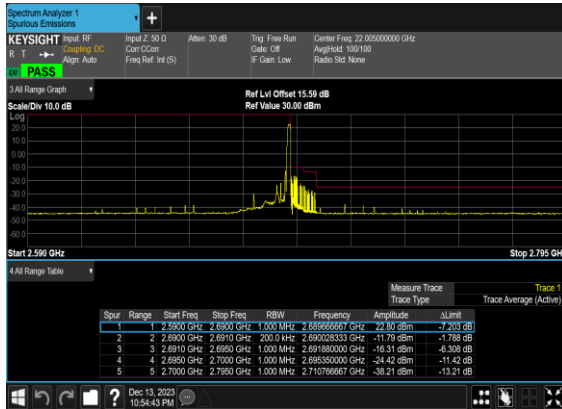 Spectrum Analyzer 1
Spurious Emissions
KEYSIGHT Input: RF Input Z: 50 Ω Atten: 30 dB Trig: Free Run Center Freq: 22.005000000 GHz
R T Coupling: DC Corr CCorr Gate: Off Avg|Hold: 100/100
Align: Auto Freq Ref: Int (S) IF Gain: Low Radio Std: None
PASS
3 All Range Graph Ref Lvl Offset 15.59 dB
Scale/Div 10.0 dB Ref Value 30.00 dBm
Log
20.0
10.0
0.00
-10.0
-20.0
-30.0
-40.0
-50.0
-60.0
Start 2.590 GHz Stop 2.795 GH
4 All Range Table
Measure Trace Trace 1
Trace Type Trace Average (Active)
Spur Range Start Freq Stop Freq RBW Frequency Amplitude ΔLimit
1 1 2.5900 GHz 2.6900 GHz 1.000 MHz 2.689666667 GHz 22.80 dBm -7.203 dB
2 2 2.6900 GHz 2.6910 GHz 200.0 kHz 2.690028333 GHz -11.79 dBm -1.788 dB
3 3 2.6910 GHz 2.6950 GHz 1.000 MHz 2.691880000 GHz -16.31 dBm -6.308 dB
4 4 2.6950 GHz 2.7000 GHz 1.000 MHz 2.695350000 GHz -24.42 dBm -11.42 dB
5 5 2.7000 GHz 2.7950 GHz 1.000 MHz 2.710766667 GHz -38.21 dBm -13.21 dB
Dec 13, 2023
10:54:43 PM